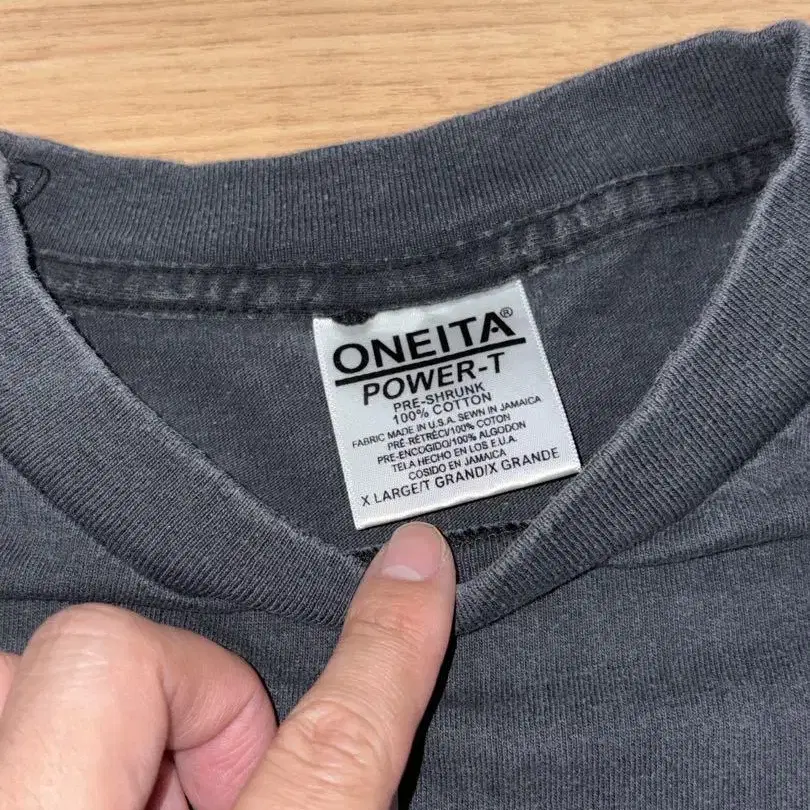 ONEITA®
POWER-T
PRE-SHRUNK
100% COTTON
FABRIC MADE IN U.S.A. SEWN IN JAMAICA
PRÉ-RÉTRÉCI/100% COTON
PRE-ENCOGIDO/100% ALGODON
TELA HECHO EN LOS E.U.A.
COSIDO EN JAMAICA
X LARGE/T GRAND/X GRANDE